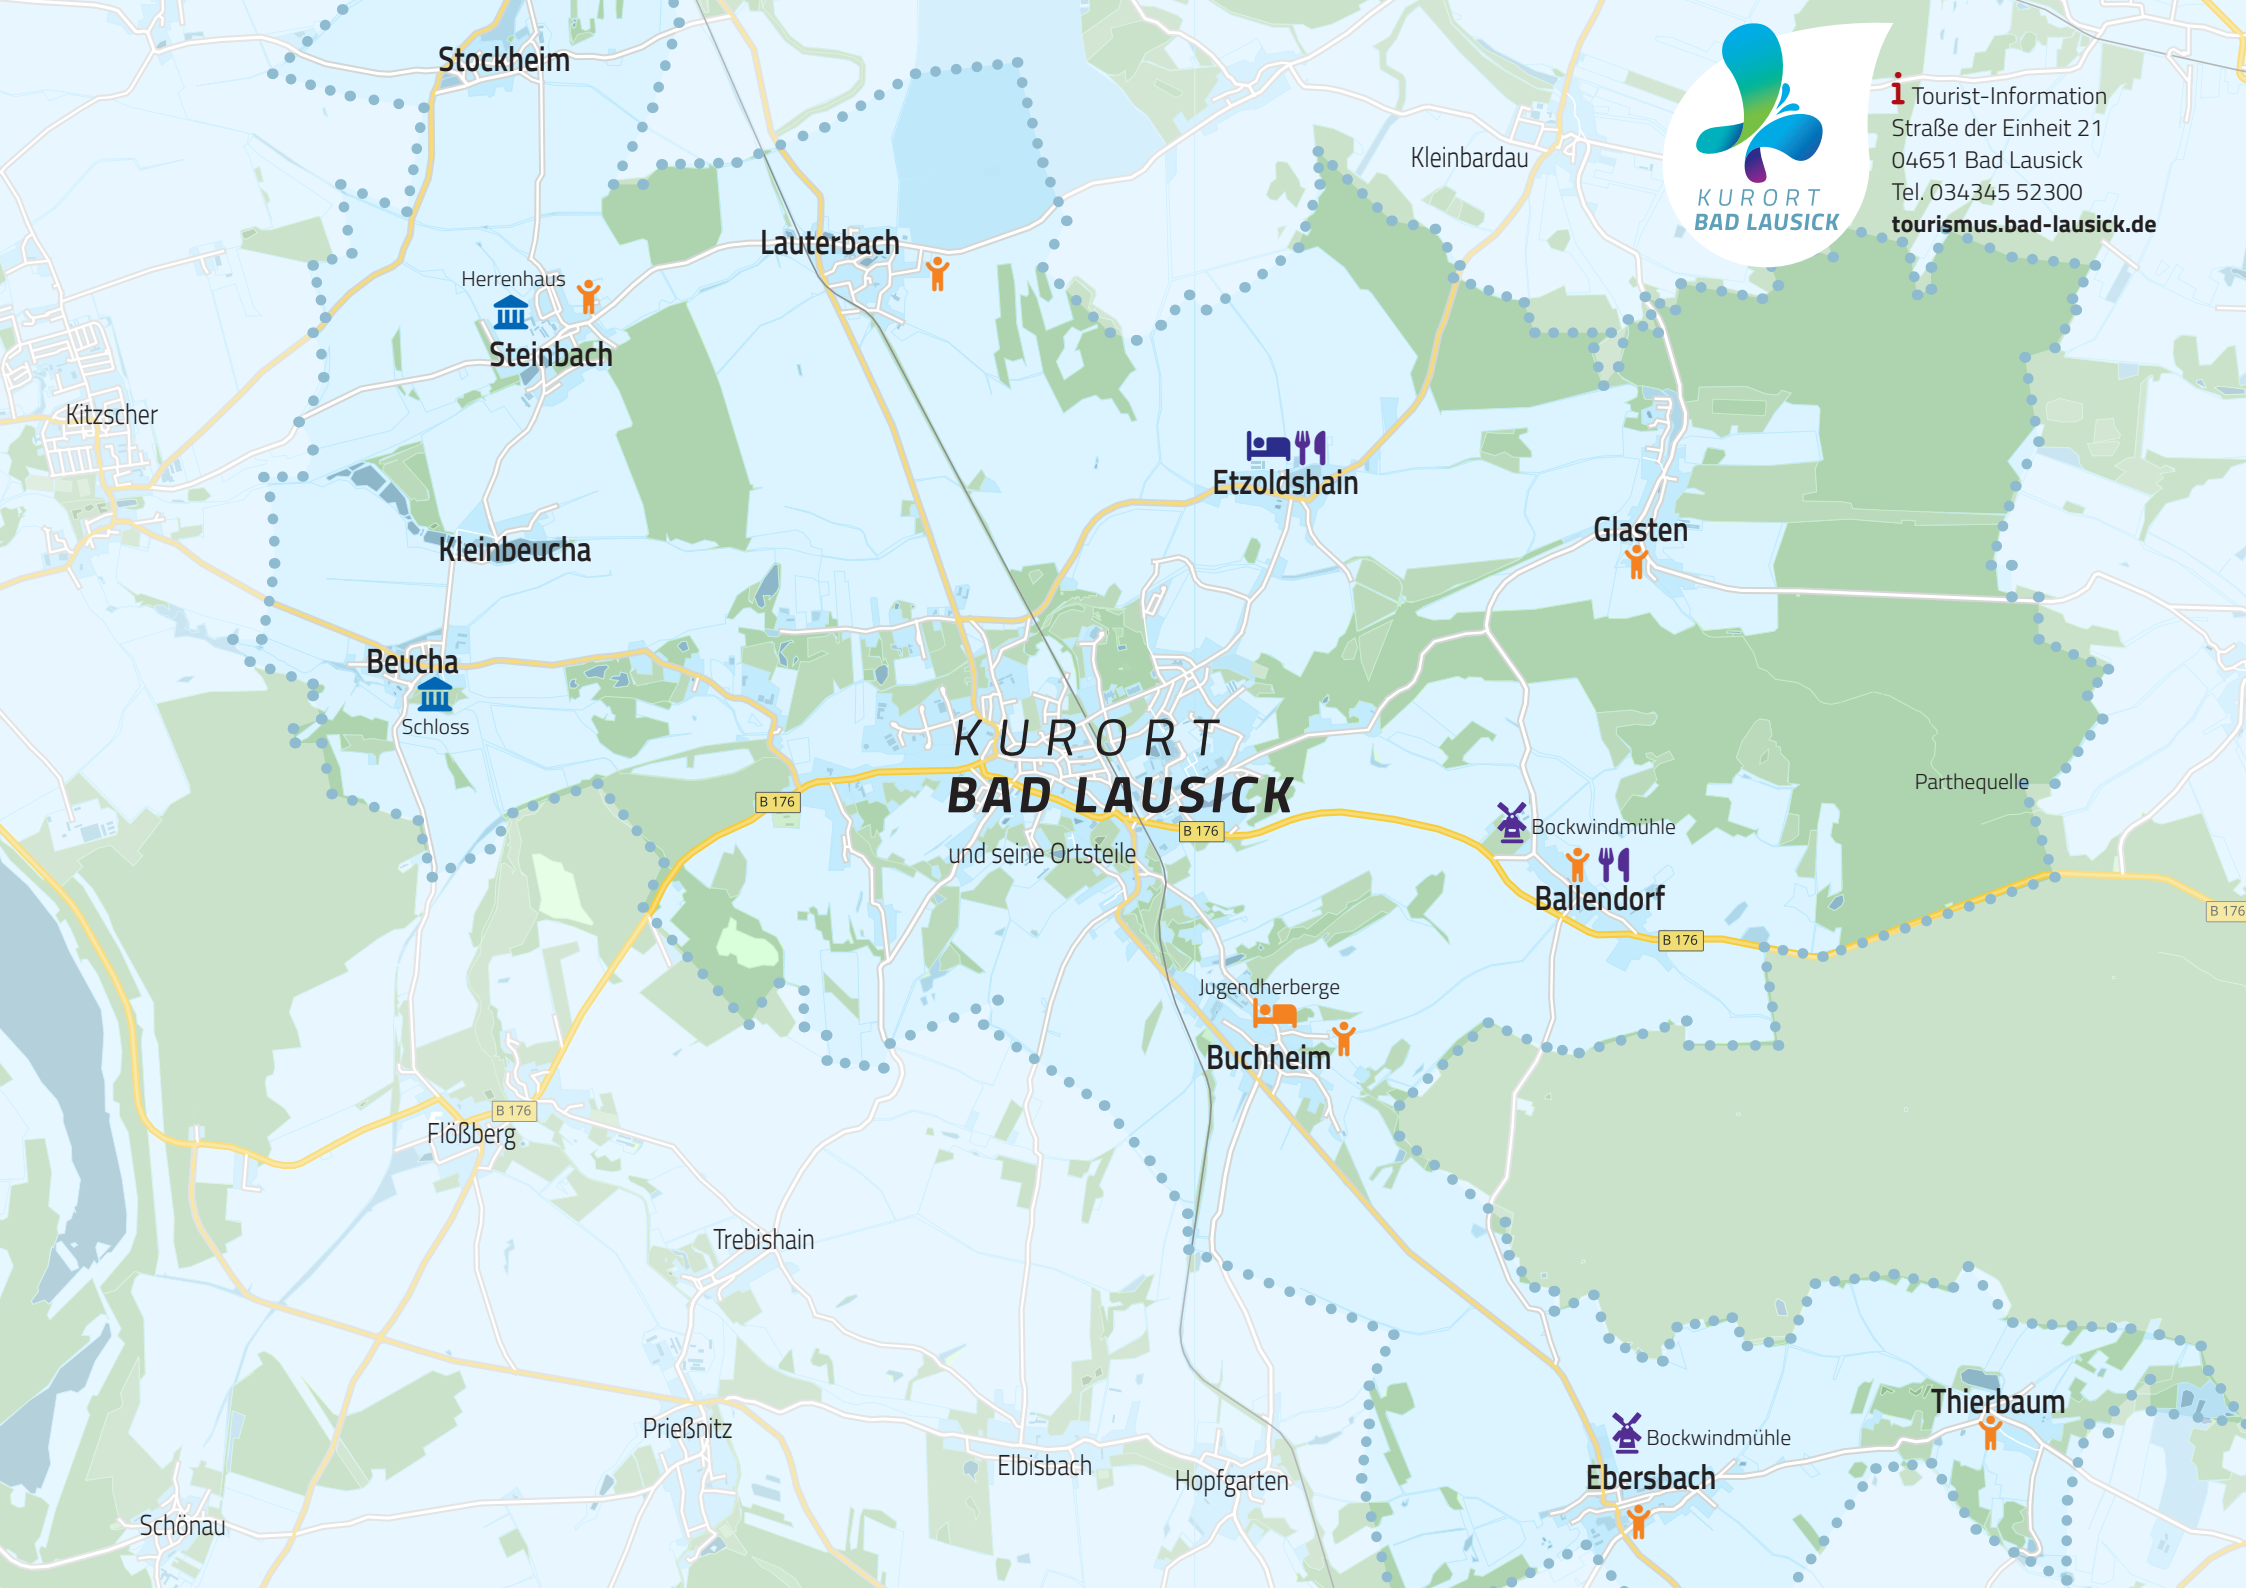 Stockheim
KURORT
BAD LAUSICK
i Tourist-Information
Straße der Einheit 21
04651 Bad Lausick
Tel. 034345 52300
tourismus.bad-lausick.de
Kleinbardau
Lauterbach
Herrenhaus
Steinbach
Kitzscher
Etzoldshain
Glasten
Kleinbeucha
Beucha
Schloss
KURORT
BAD LAUSICK
und seine Ortsteile
B 176
B 176
Parthequelle
Bockwindmühle
Ballendorf
B 176
B 176
Jugendherberge
Buchheim
B 176
Flößberg
Trebishain
Thierbaum
Prießnitz
Bockwindmühle
Elbisbach
Hopfgarten
Ebersbach
Schönau